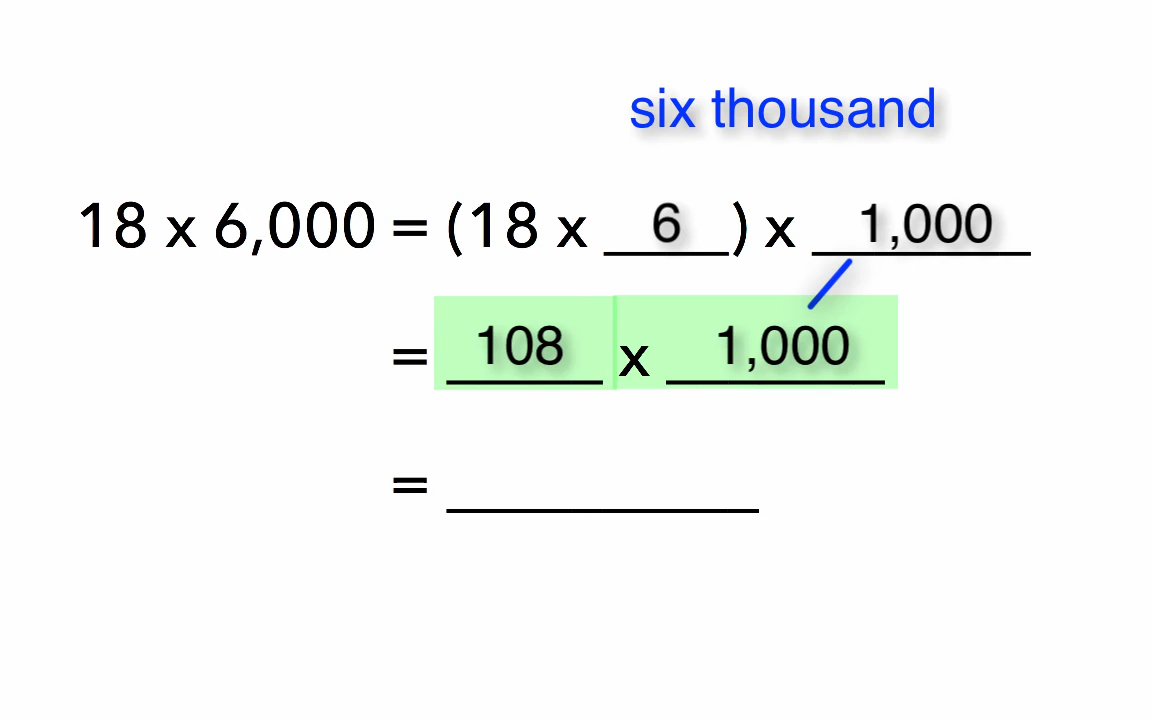 six thousand
18 x 6,000 = (18 x 6) x 1,000
= 108 x 1,000
=